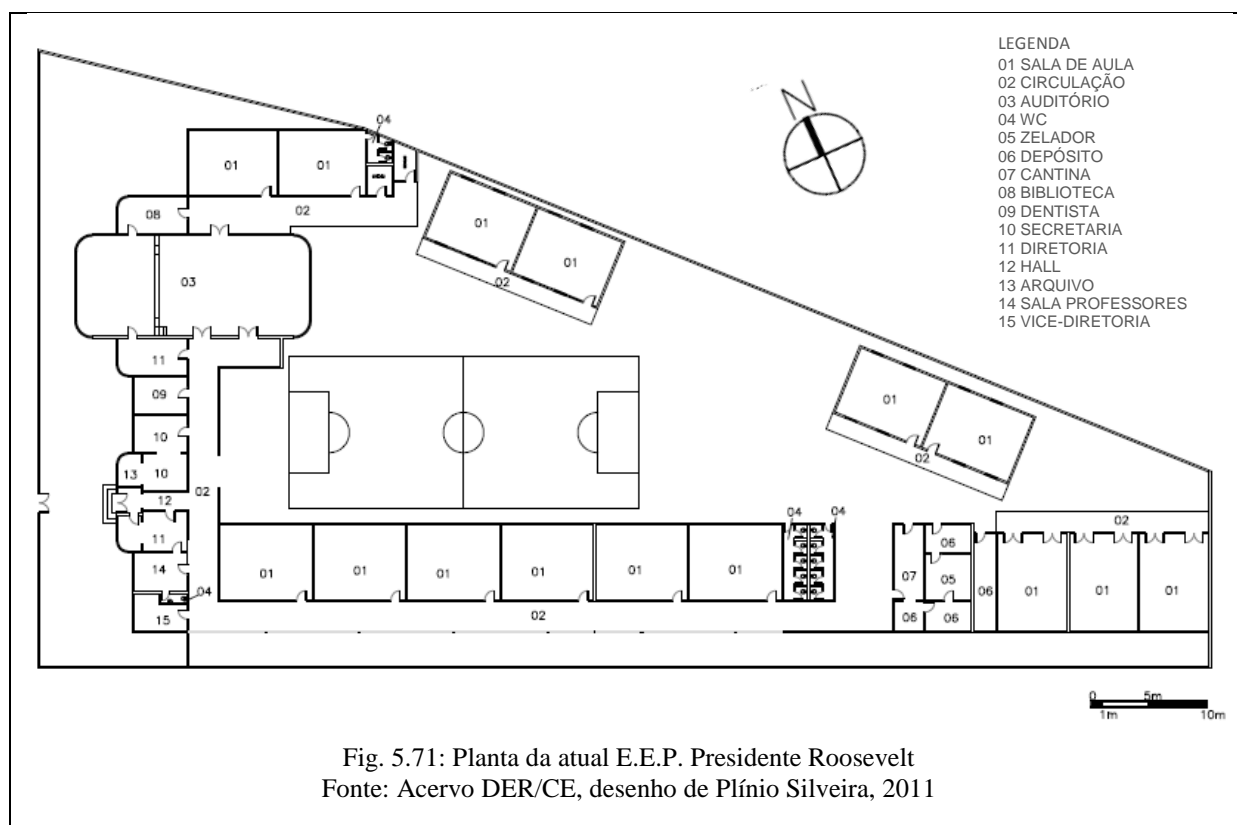 LEGENDA
01 SALA DE AULA
02 CIRCULAÇÃO
03 AUDITÓRIO
04 WC
05 ZELADOR
06 DEPÓSITO
07 CANTINA
08 BIBLIOTECA
09 DENTISTA
10 SECRETARIA
11 DIRETORIA
12 HALL
13 ARQUIVO
14 SALA PROFESSORES
15 VICE-DIRETORIA
N
04
01 01
08 02
01
01
02
03
11
09
10
13 10
12 02
11
14
04
15
01
01
02
04 04
01 01 01 01 01 01
02
02
06
07 05
06 06 06
01 01 01
0 5m
1m 10m
Fig. 5.71: Planta da atual E.E.P. Presidente Roosevelt
Fonte: Acervo DER/CE, desenho de Plínio Silveira, 2011